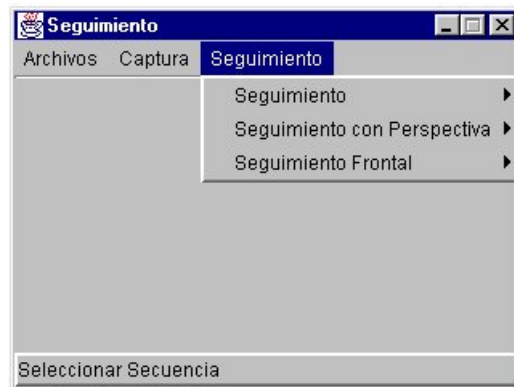 Seguimiento
Archivos Captura Seguimiento
Seguimiento
Seguimiento con Perspectiva
Seguimiento Frontal
Seleccionar Secuencia